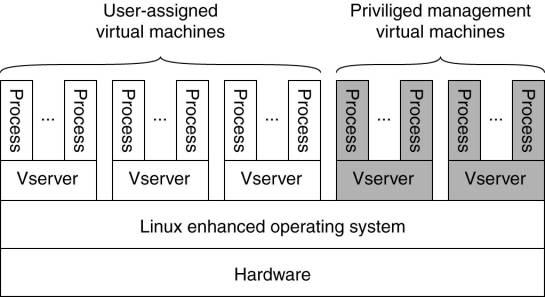 User-assigned
virtual machines
Priviliged management
virtual machines
Process
...
Process
Process
...
Process
Process
...
Process
Process
...
Process
Process
...
Process
Vserver
Vserver
Vserver
Vserver
Vserver
Linux enhanced operating system
Hardware